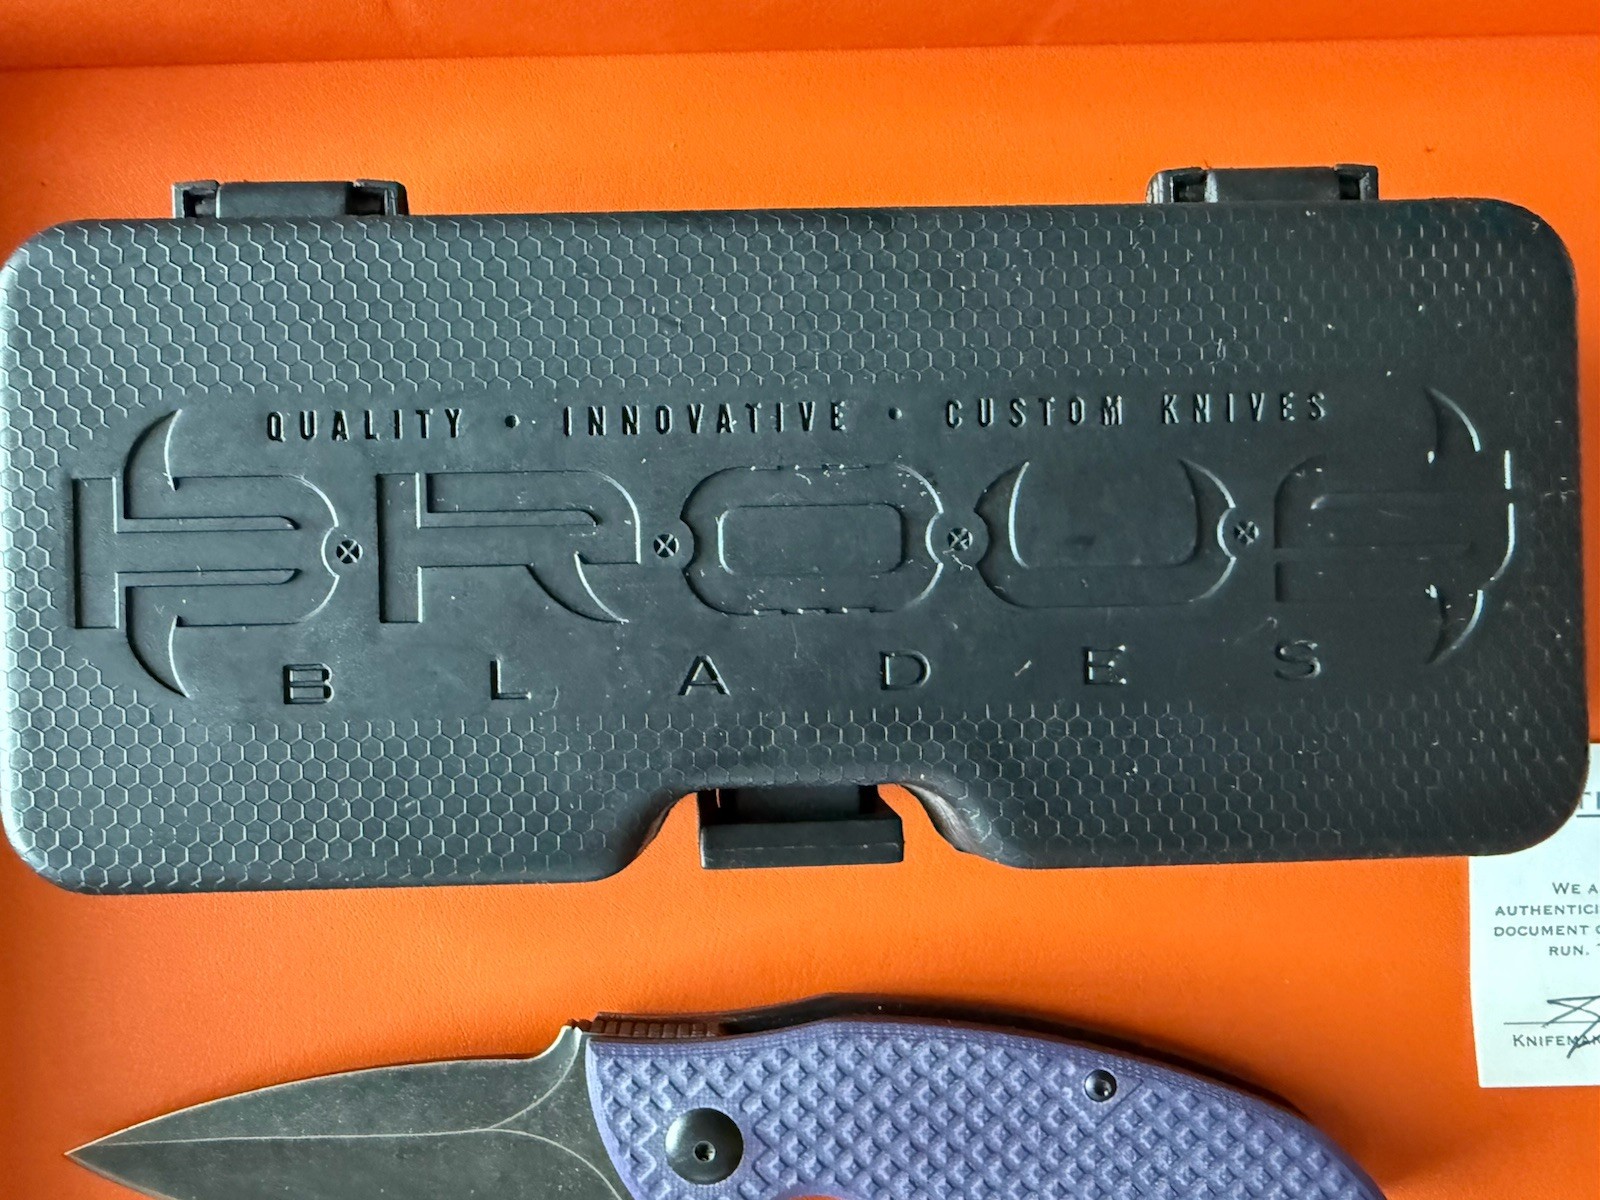 QUALITY • INNOVATIVE • CUSTOM KNIVES
BROUS
BLADES
WE A
AUTHENTICI
DOCUMENT
RUN.
KNIFEMAK